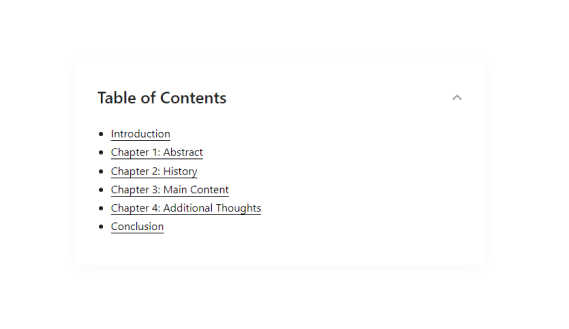 Table of Contents
Introduction
Chapter 1: Abstract
Chapter 2: History
Chapter 3: Main Content
Chapter 4: Additional Thoughts
Conclusion